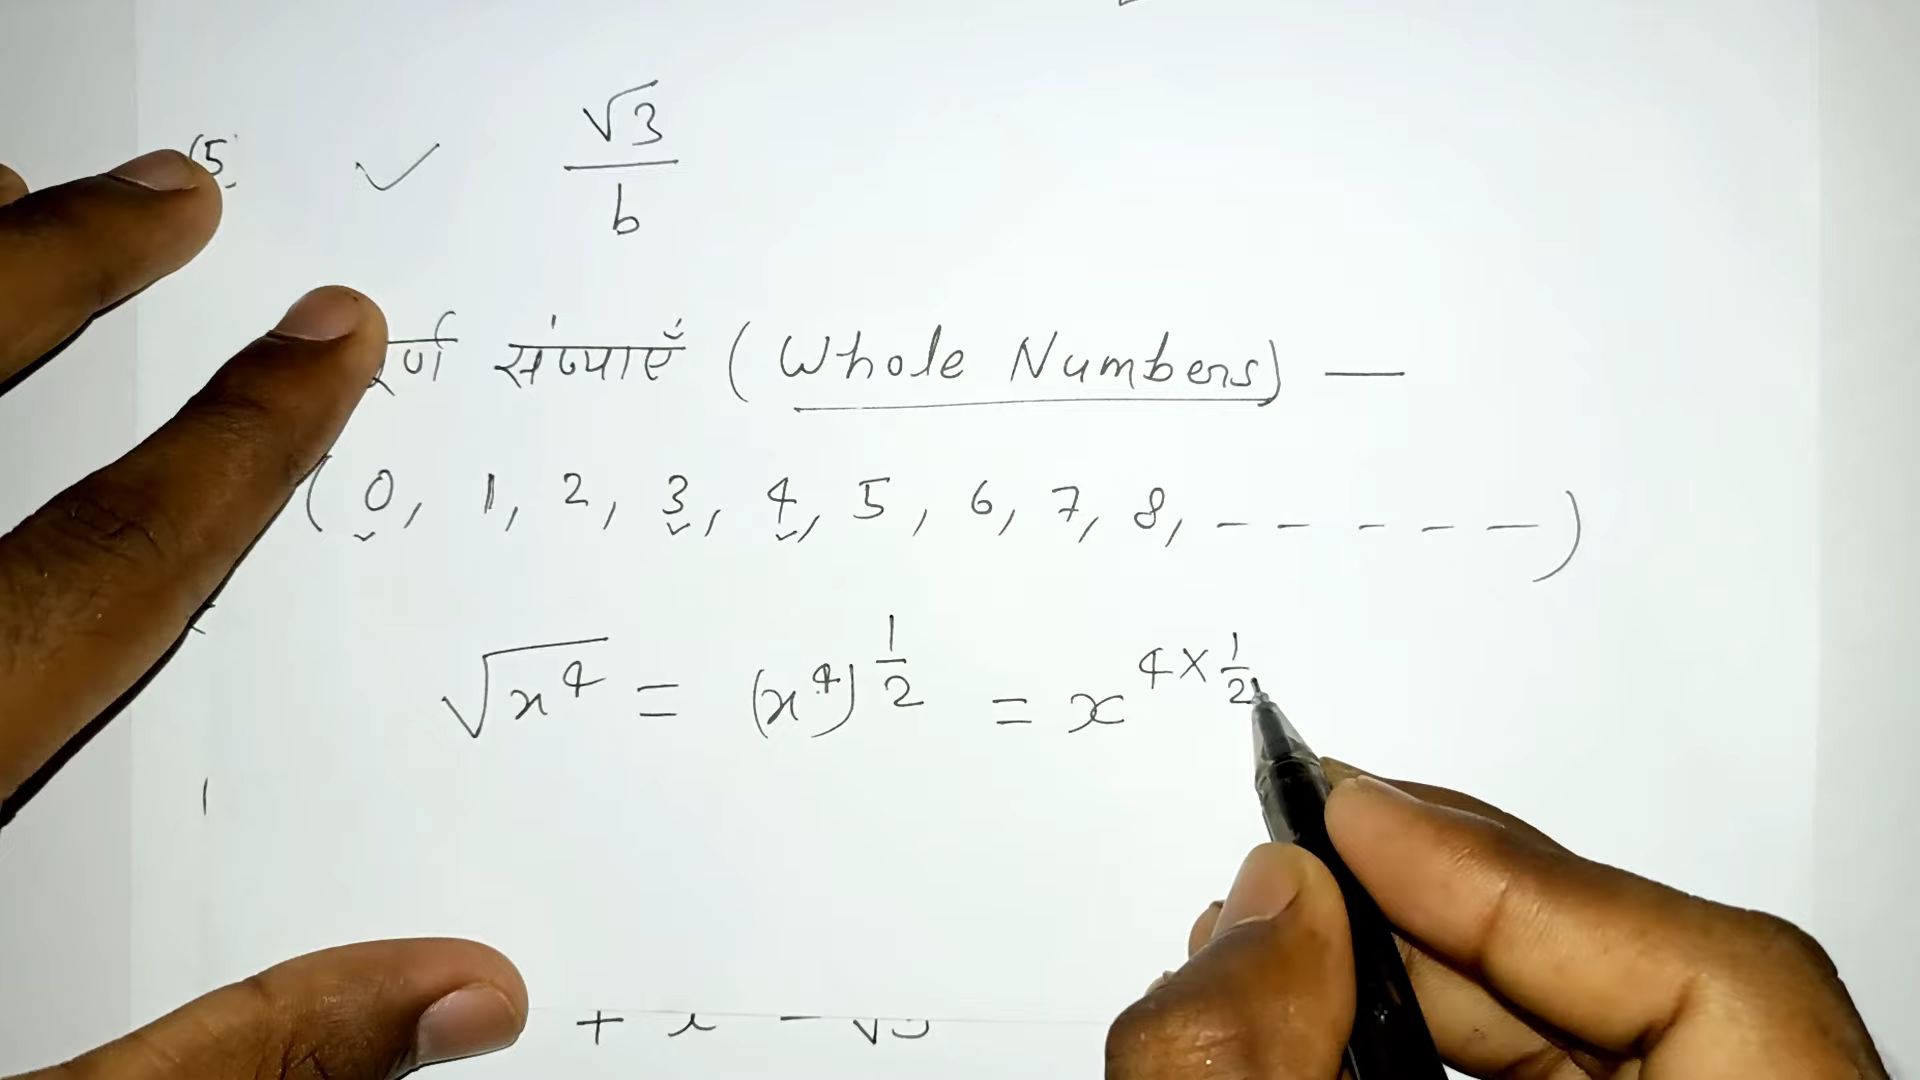 (5 ✓ √3/b
संख्याएँ (Whole Numbers) —
(0, 1, 2, 3, 4, 5, 6, 7, 8, - - - - -)
√x⁴ = (x⁴)^1/2 = x^4×1/2